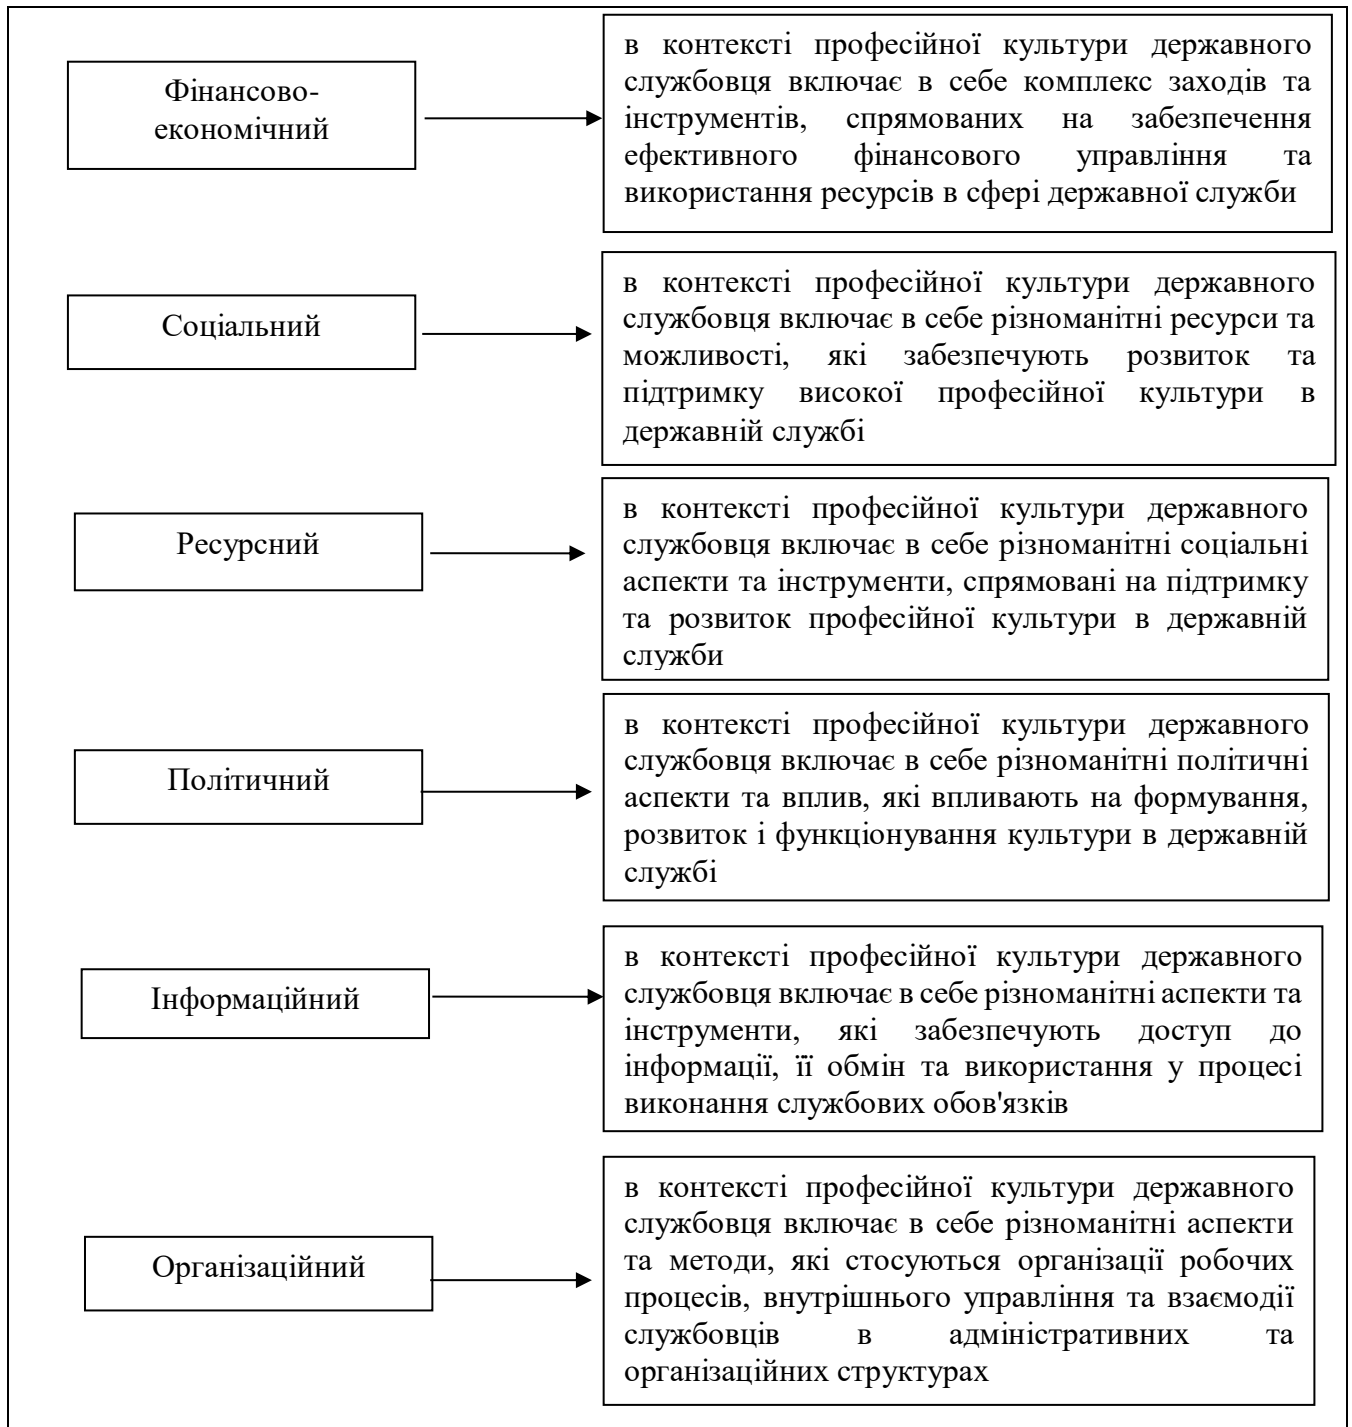 Фінансово-
економічний
в контексті професійної культури державного
службовця включає в себе комплекс заходів та
інструментів, спрямованих на забезпечення
ефективного фінансового управління та
використання ресурсів в сфері державної служби
Соціальний
в контексті професійної культури державного
службовця включає в себе різноманітні ресурси та
можливості, які забезпечують розвиток та
підтримку високої професійної культури в
державній службі
Ресурсний
в контексті професійної культури державного
службовця включає в себе різноманітні соціальні
аспекти та інструменти, спрямовані на підтримку
та розвиток професійної культури в державній
служби
Політичний
в контексті професійної культури державного
службовця включає в себе різноманітні політичні
аспекти та вплив, які впливають на формування,
розвиток і функціонування культури в державній
службі
Інформаційний
в контексті професійної культури державного
службовця включає в себе різноманітні аспекти та
інструменти, які забезпечують доступ до
інформації, її обмін та використання у процесі
виконання службових обов'язків
Організаційний
в контексті професійної культури державного
службовця включає в себе різноманітні аспекти
та методи, які стосуються організації робочих
процесів, внутрішнього управління та взаємодії
службовців в адміністративних та
організаційних структурах